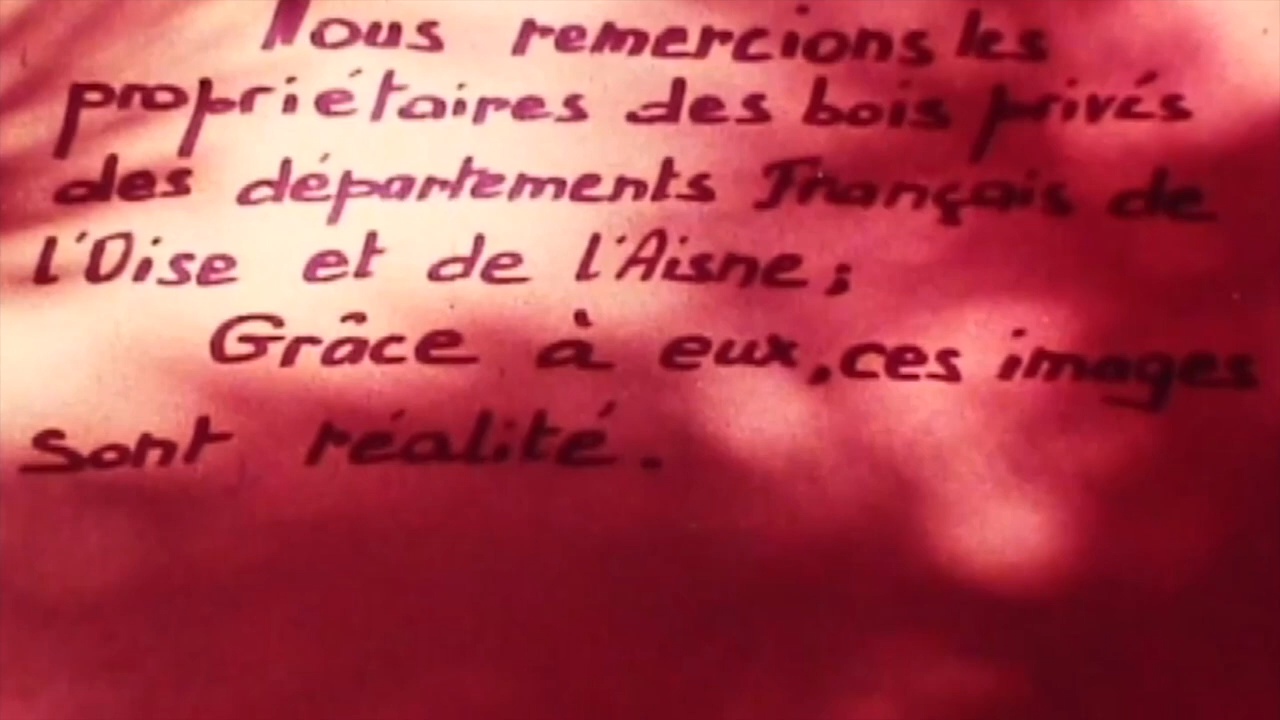 Nous remercions les
propriétaires des bois privés
des départements Français de
l'Oise et de l'Aisne;
Grâce à eux, ces images
sont réalité.